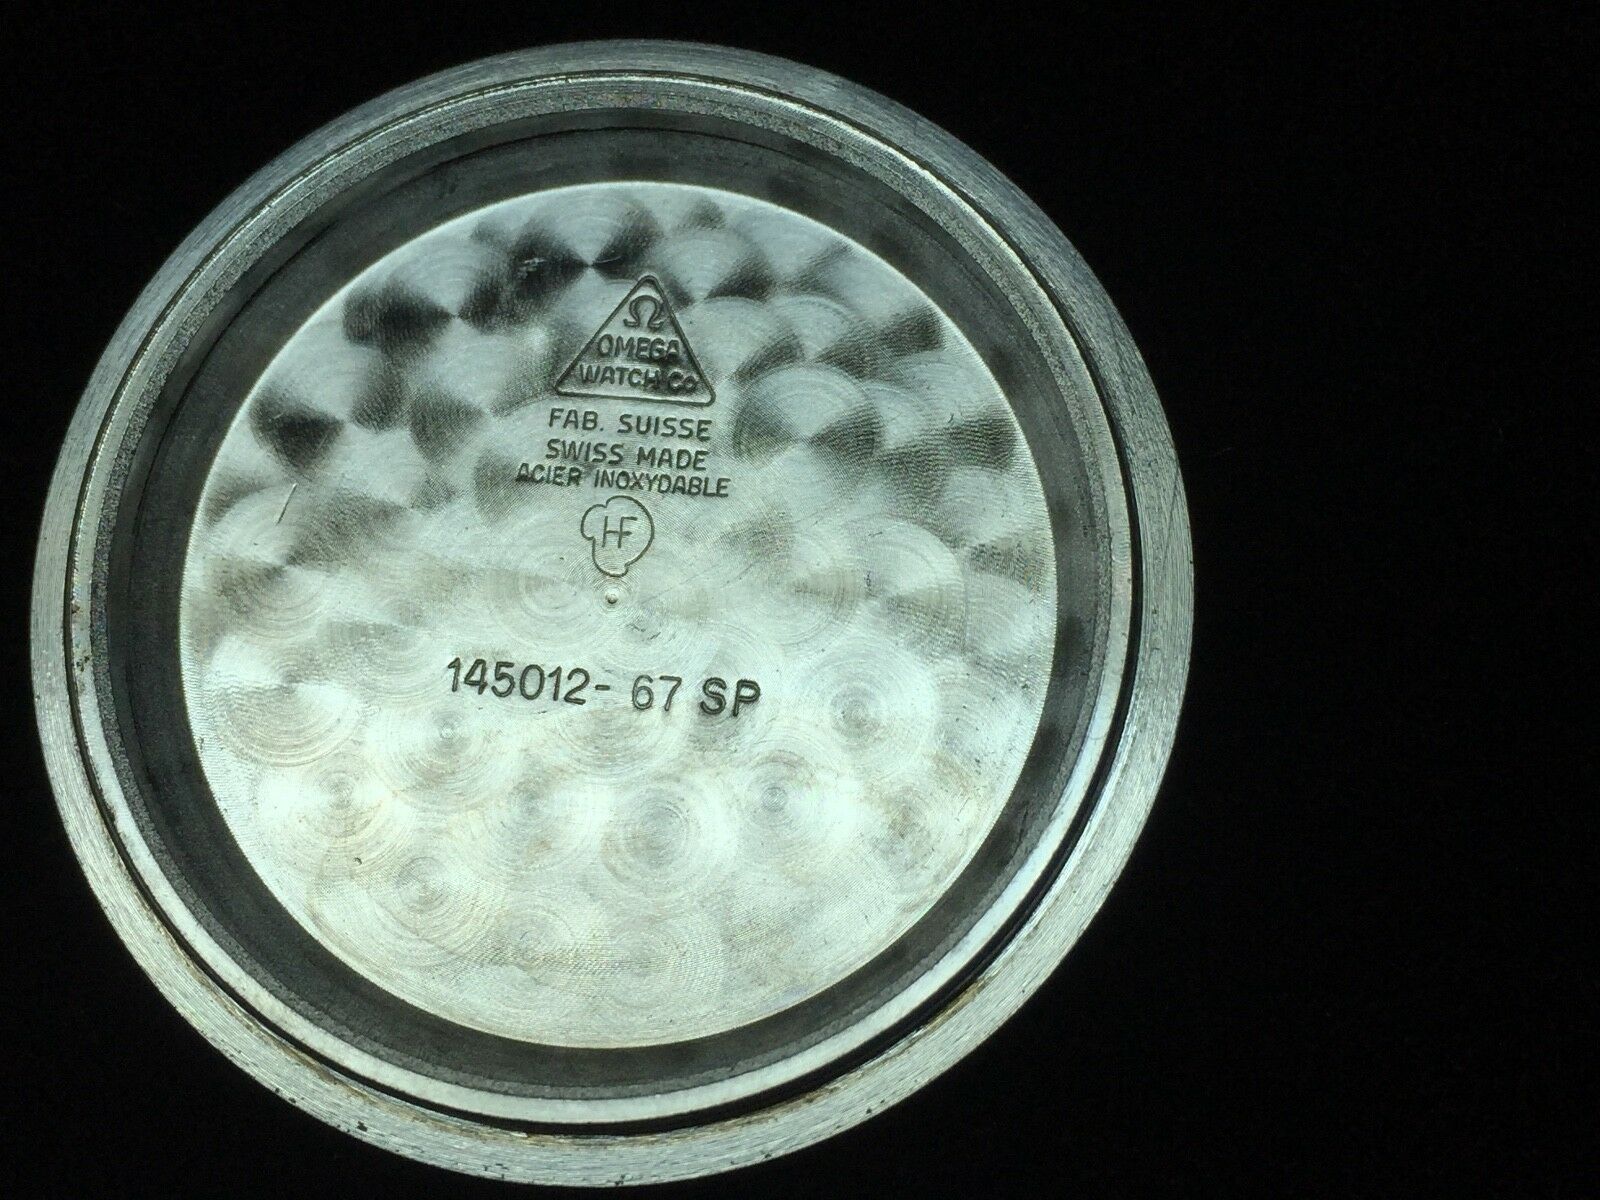 Ω
OMEGA
WATCH Co
FAB. SUISSE
SWISS MADE
ACIER INOXYDABLE
HF
145012- 67 SP